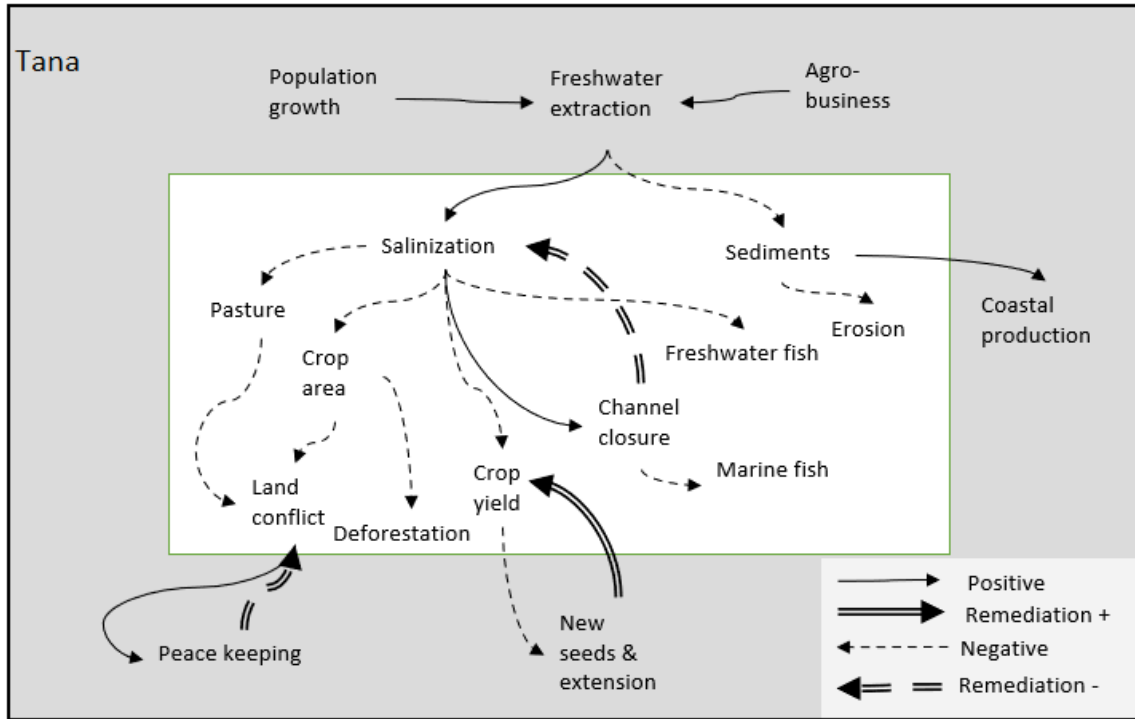 Tana
Population
growth
Freshwater
extraction
Agro-
business
Salinization
Sediments
Pasture
Erosion
Coastal
production
Crop
area
Freshwater fish
Channel
closure
Marine fish
Land
conflict
Crop
yield
Deforestation
Peace keeping
New
seeds &
extension
Positive
Remediation +
Negative
Remediation -